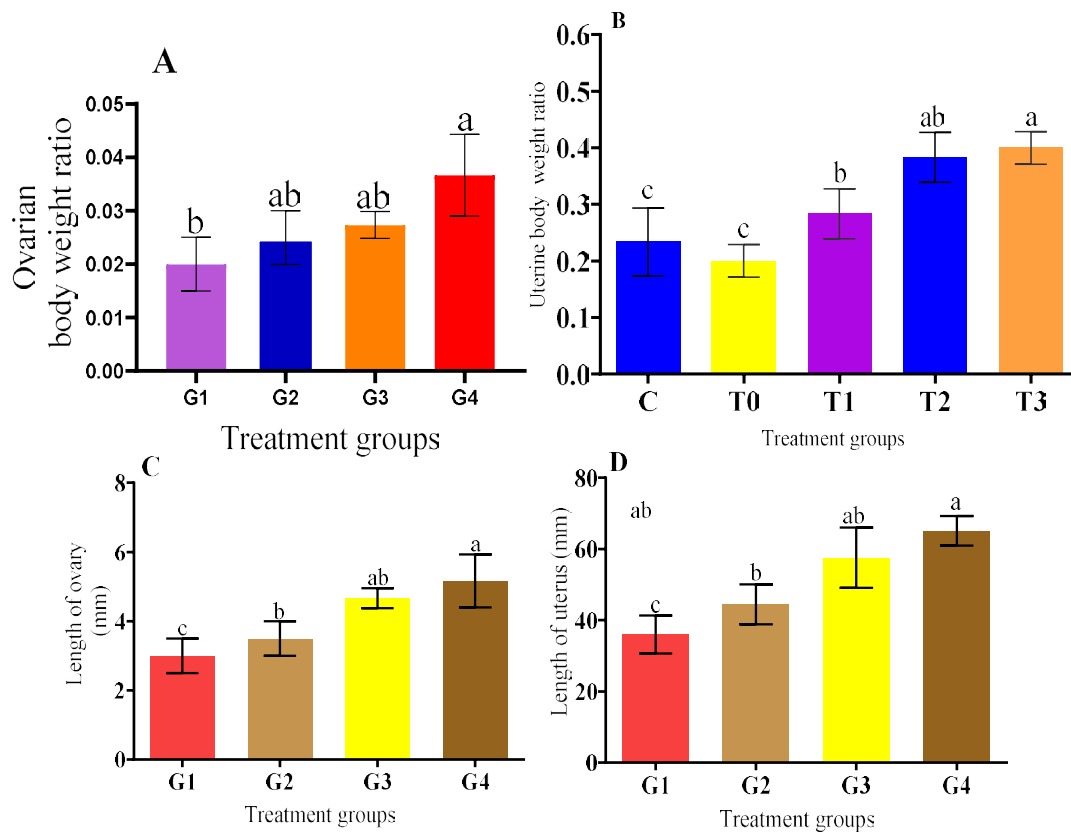 A
Ovarian
body weight ratio
0.05
0.04
0.03
0.02
0.01
0.00
b
ab
ab
a
G1 G2 G3 G4
Treatment groups
B
Uterine body weight ratio
0.6
0.5
0.4
0.3
0.2
0.1
0.0
c
c
b
ab
a
C T0 T1 T2 T3
Treatment groups
C
Length of ovary
(mm)
8
6
4
2
0
c
b
ab
a
G1 G2 G3 G4
Treatment groups
D
Length of uterus (mm)
80
60
40
20
0
ab
c
b
ab
a
G1 G2 G3 G4
Treatment groups